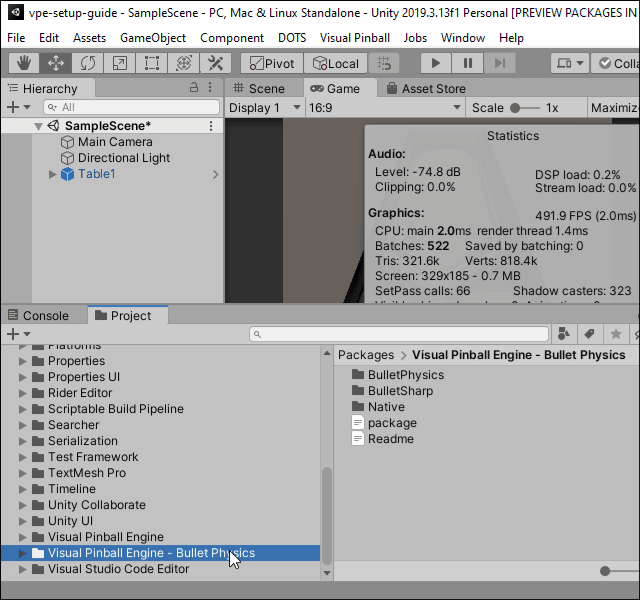 vpe-setup-guide - SampleScene - PC, Mac & Linux Standalone - Unity 2019.3.13f1 Personal [PREVIEW PACKAGES IN
File Edit Assets GameObject Component DOTS Visual Pinball Jobs Window Help
Pivot Local Colla
Hierarchy
All
SampleScene*
Main Camera
Directional Light
Table1
Scene Game Asset Store
Display 1 16:9 Scale 1x Maximize
Statistics
Audio:
Level: -74.8 dB DSP load: 0.2%
Clipping: 0.0% Stream load: 0.0%
Graphics: 491.9 FPS (2.0ms)
CPU: main 2.0ms render thread 1.4ms
Batches: 522 Saved by batching: 0
Tris: 321.6k Verts: 818.4k
Screen: 329x185 - 0.7 MB
SetPass calls: 66 Shadow casters: 323
Console Project
Platforms
Properties
Properties UI
Rider Editor
Scriptable Build Pipeline
Searcher
Serialization
Test Framework
TextMesh Pro
Timeline
Unity Collaborate
Unity UI
Visual Pinball Engine
Visual Pinball Engine - Bullet Physics
Visual Studio Code Editor
Packages > Visual Pinball Engine - Bullet Physics
BulletPhysics
BulletSharp
Native
package
Readme